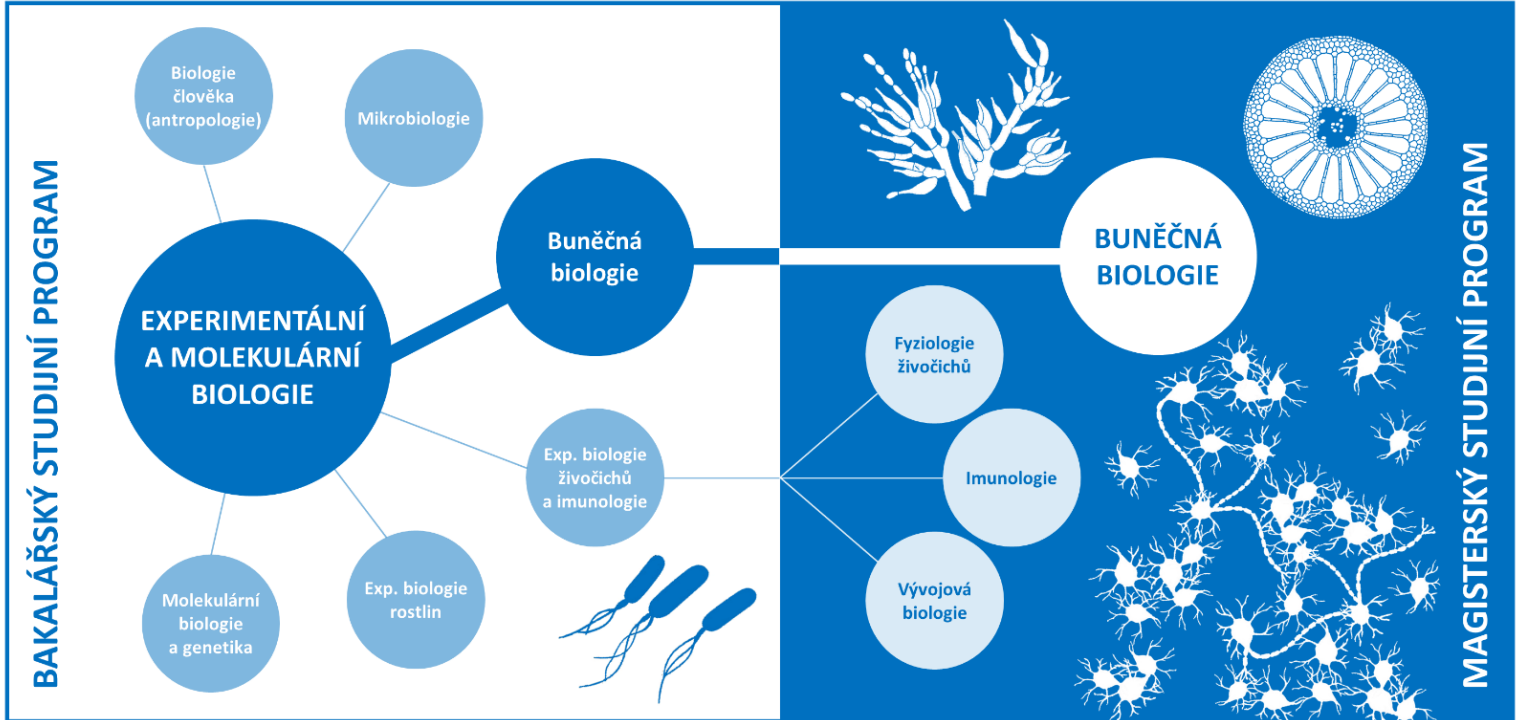 BAKALÁŘSKÝ STUDIJNÍ PROGRAM
Biologie
člověka
(antropologie)
Mikrobiologie
EXPERIMENTÁLNÍ
A MOLEKULÁRNÍ
BIOLOGIE
Buněčná
biologie
Exp. biologie
živočichů
a imunologie
Molekulární
biologie
a genetika
Exp. biologie
rostlin
BUNĚČNÁ
BIOLOGIE
Fyziologie
živočichů
Imunologie
Vývojová
biologie
MAGISTERSKÝ STUDIJNÍ PROGRAM